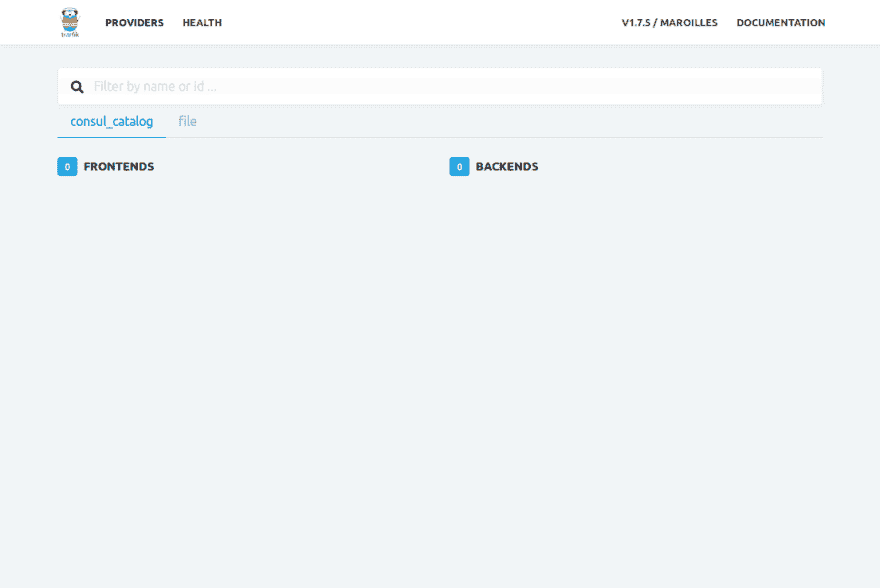 træfik
PROVIDERS HEALTH V1.7.5 / MAROILLES DOCUMENTATION
Filter by name or id ...
consul_catalog file
0 FRONTENDS 0 BACKENDS